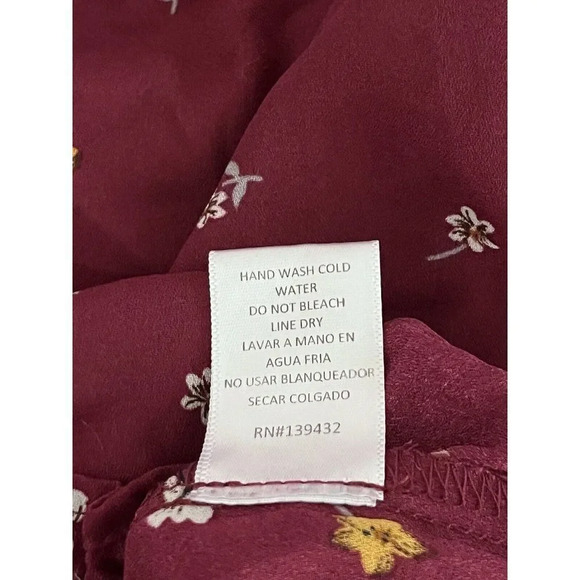 HAND WASH COLD
WATER
DO NOT BLEACH
LINE DRY
LAVAR A MANO EN
AGUA FRIA
NO USAR BLANQUEADOR
SECAR COLGADO
RN#139432